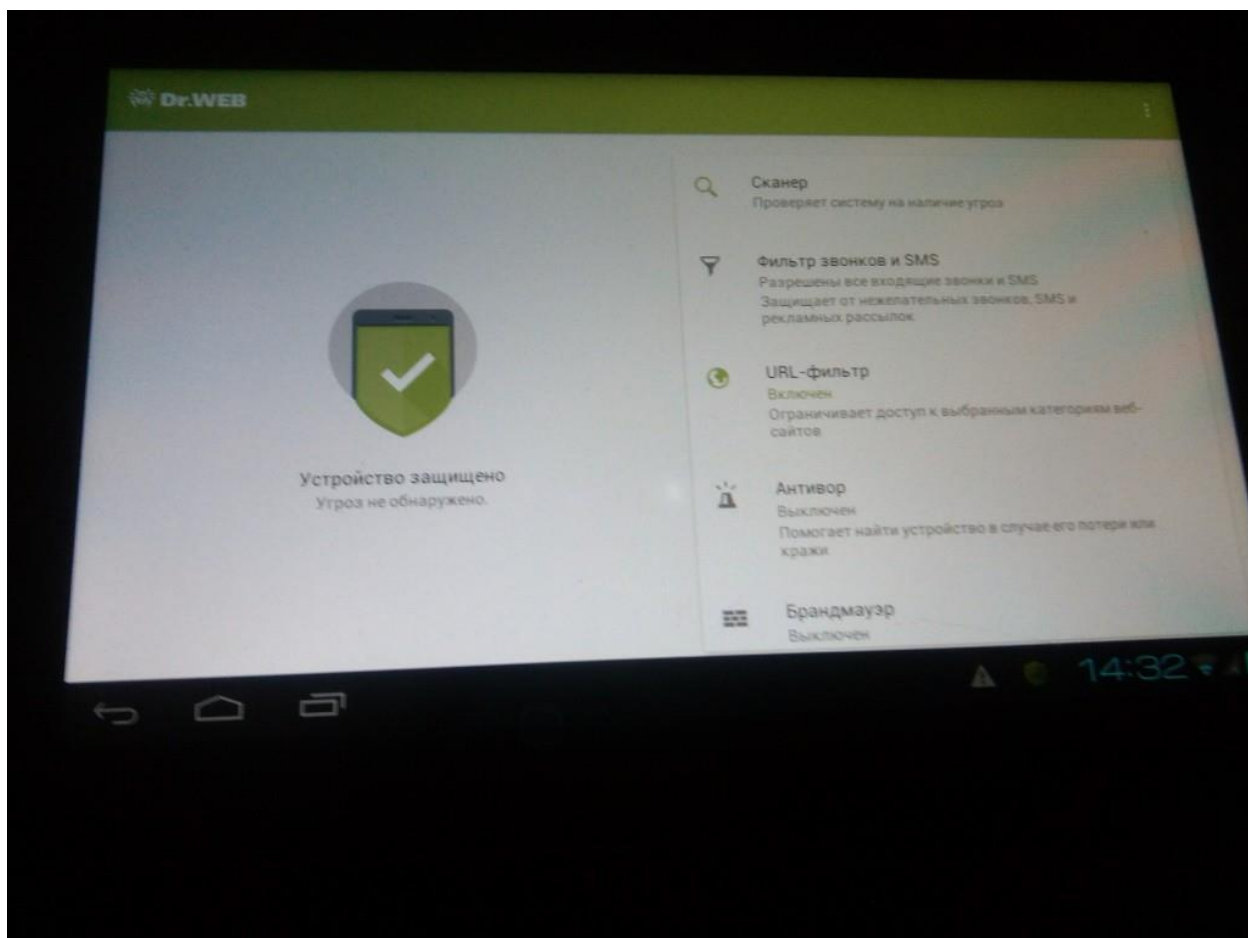 Dr.WEB
Устройство защищено
Угроз не обнаружено.
Сканер
Проверяет систему на наличие угроз
Фильтр звонков и SMS
Разрешены все входящие звонки и SMS
Защищает от нежелательных звонков, SMS и
рекламных рассылок
URL-фильтр
Включен
Ограничивает доступ к выбранным категориям веб-
сайтов
Антивор
Выключен
Помогает найти устройство в случае его потери или
кражи
Брандмауэр
Выключен
14:32